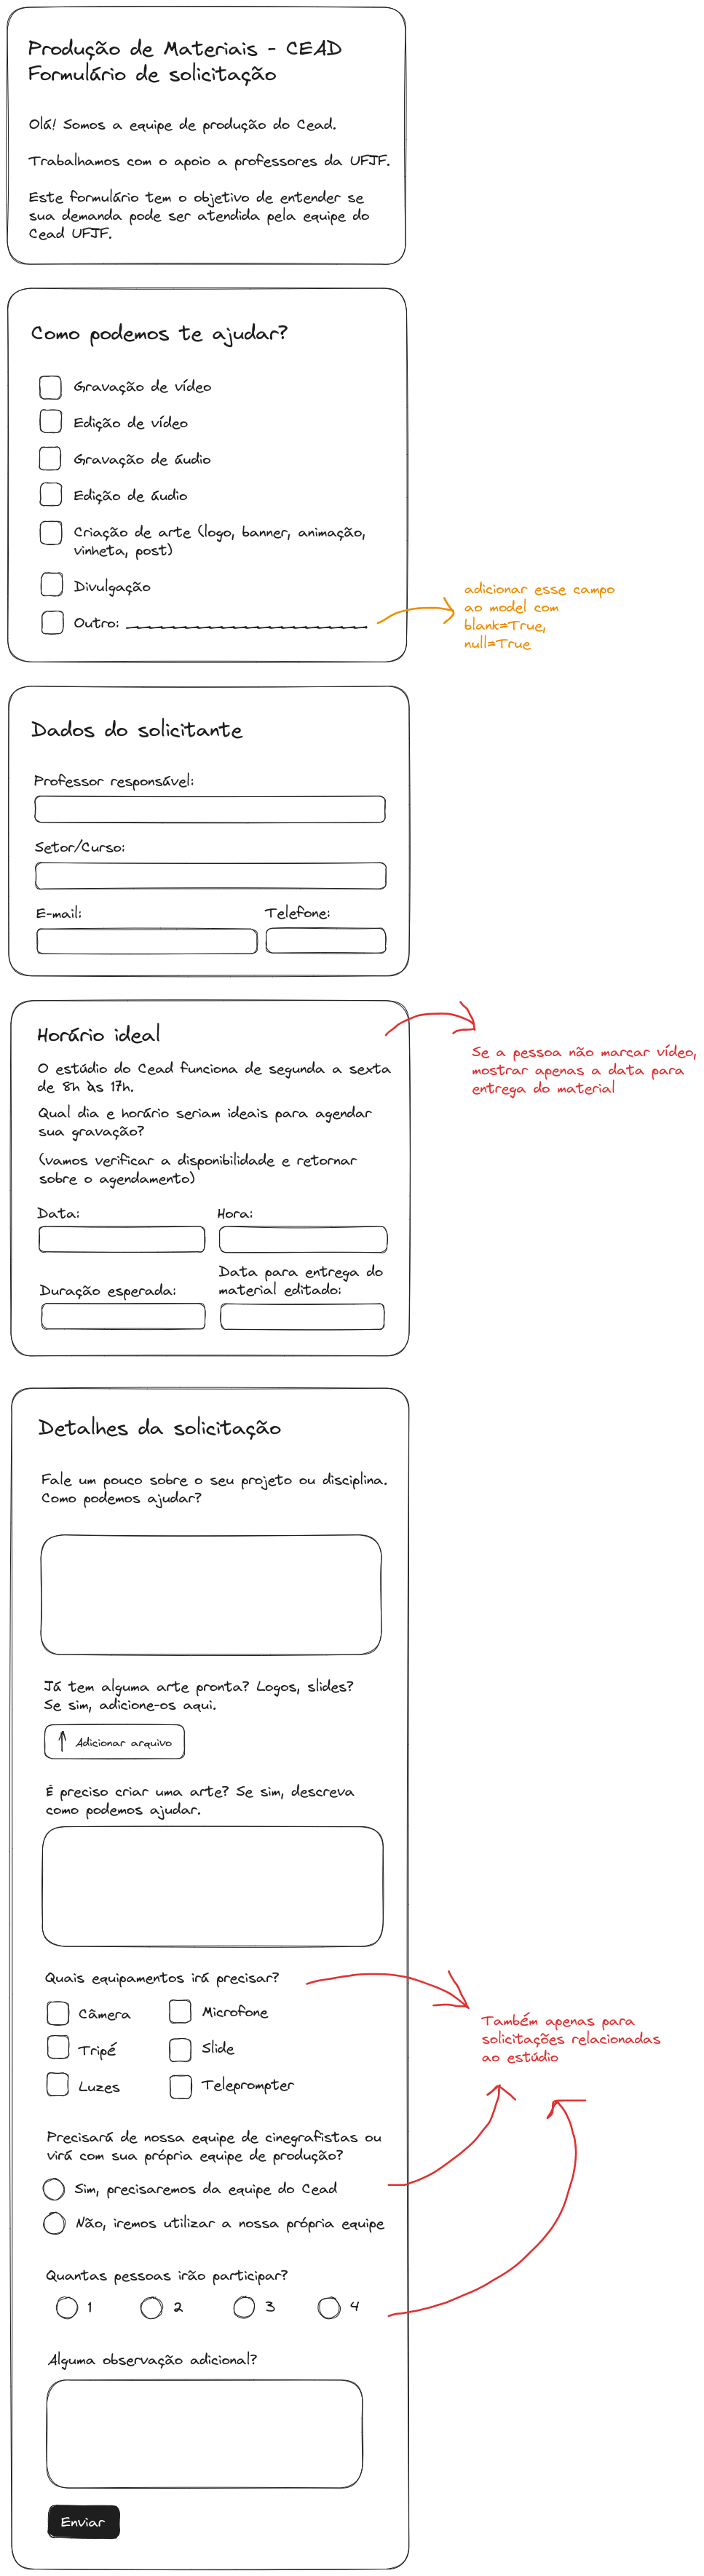 Produção de Materiais - CEAD
Formulário de solicitação
Olá! Somos a equipe de produção do Cead.
Trabalhamos com o apoio a professores da UFJF.
Este formulário tem o objetivo de entender se
sua demanda pode ser atendida pela equipe do
Cead UFJF.
Como podemos te ajudar?
Gravação de vídeo
Edição de vídeo
Gravação de áudio
Edição de áudio
Criação de arte (logo, banner, animação,
vinheta, post)
Divulgação
Outro:
adicionar esse campo
ao model com
blank=True,
null=True
Dados do solicitante
Professor responsável:
Setor/Curso:
E-mail:
Telefone:
Horário ideal
O estúdio do Cead funciona de segunda a sexta
de 8h às 17h.
Qual dia e horário seriam ideais para agendar
sua gravação?
(vamos verificar a disponibilidade e retornar
sobre o agendamento)
Se a pessoa não marcar vídeo,
mostrar apenas a data para
entrega do material
Data:
Hora:
Duração esperada:
Data para entrega do
material editado:
Detalhes da solicitação
Fale um pouco sobre o seu projeto ou disciplina.
Como podemos ajudar?
Já tem alguma arte pronta? Logos, slides?
Se sim, adicione-os aqui.
Adicionar arquivo
É preciso criar uma arte? Se sim, descreva
como podemos ajudar.
Quais equipamentos irá precisar?
Câmera
Microfone
Tripé
Slide
Luzes
Teleprompter
Também apenas para
solicitações relacionadas
ao estúdio
Precisará de nossa equipe de cinegrafistas ou
virá com sua própria equipe de produção?
Sim, precisaremos da equipe do Cead
Não, iremos utilizar a nossa própria equipe
Quantas pessoas irão participar?
1 2 3 4
Alguma observação adicional?
Enviar